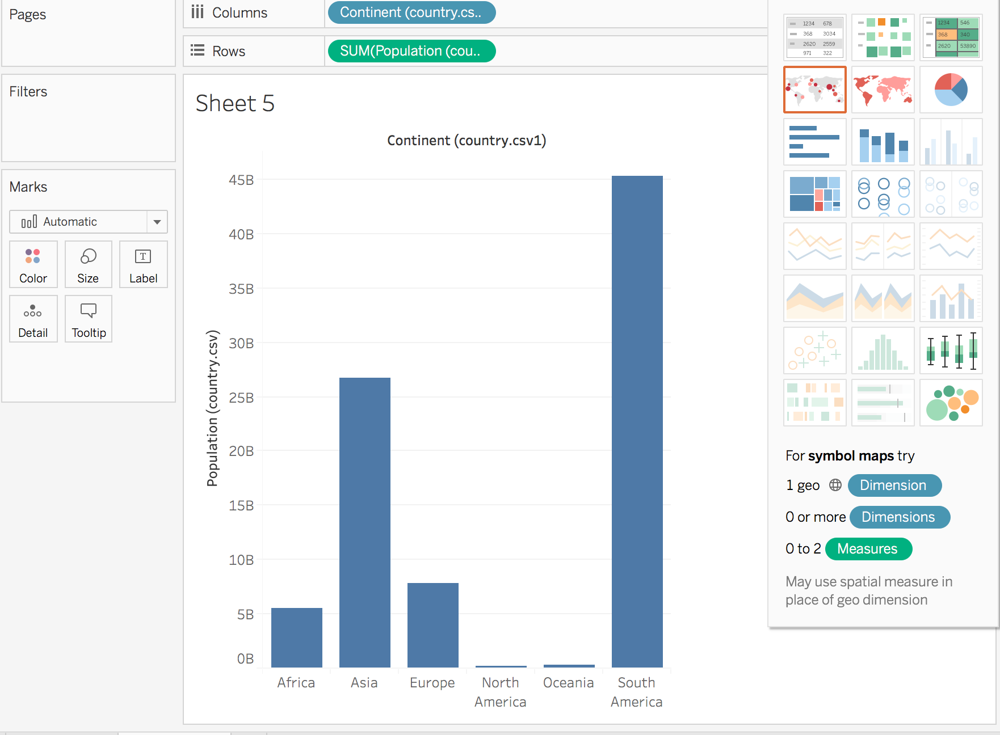 Pages
Columns
Continent (country.cs..
Rows
SUM(Population (cou..
Filters
Marks
Automatic
Color
Size
Label
Detail
Tooltip
Sheet 5
Continent (country.csv1)
Population (country.csv)
45B
40B
35B
30B
25B
20B
15B
10B
5B
0B
Africa
Asia
Europe
North America
Oceania
South America
1234 678
368 3034
2620 2559
971 322
1234 546
368 340
2620 53890
For symbol maps try
1 geo Dimension
0 or more Dimensions
0 to 2 Measures
May use spatial measure in
place of geo dimension